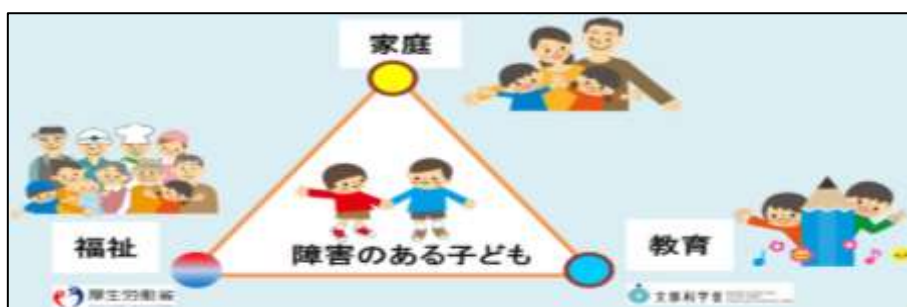 家庭
福祉
教育
障害のある子ども
厚生労働省
文部科学省